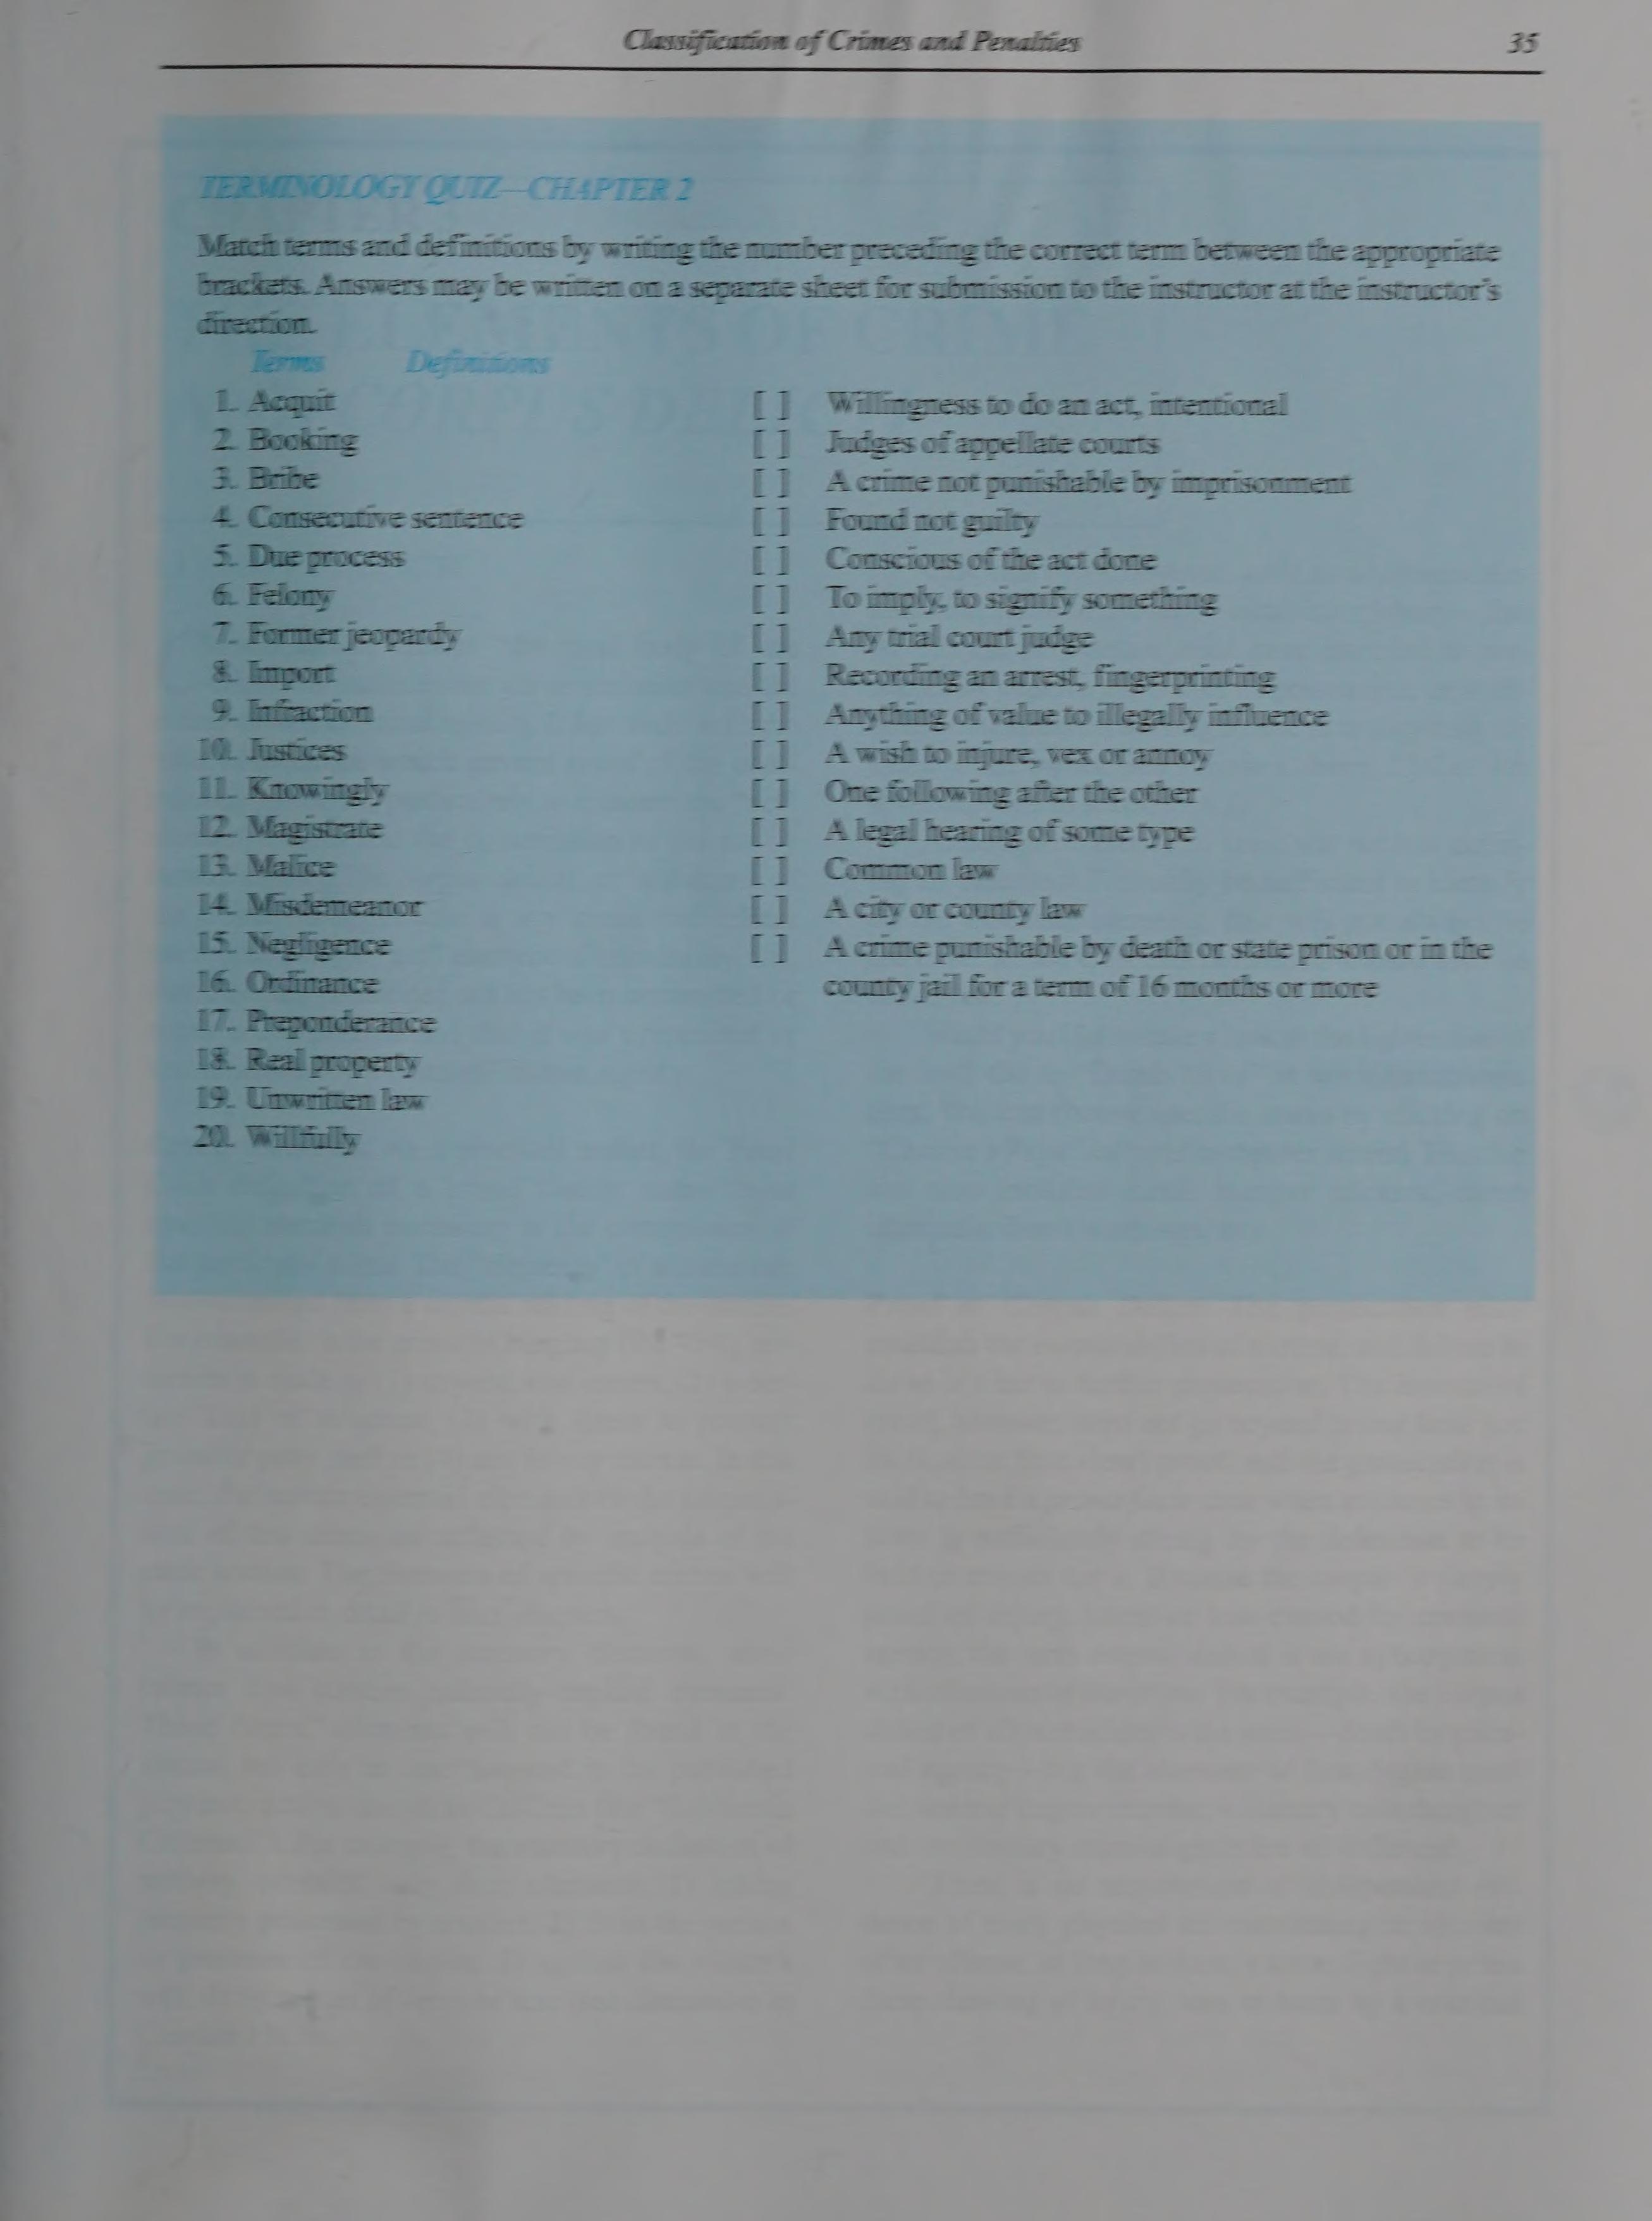 Classification of Crimes and Penalties 35
TERMINOLOGY QUIZ—CHAPTER 2
Match terms and definitions by writing the number preceding the correct term between the appropriate
brackets. Answers may be written on a separate sheet for submission to the instructor at the instructor's
direction.
Terms Definitions
1. Acquit [ ] Willingness to do an act, intentional
2. Booking [ ] Judges of appellate courts
3. Bribe [ ] A crime not punishable by imprisonment
4. Consecutive sentence [ ] Found not guilty
5. Due process [ ] Conscious of the act done
6. Felony [ ] To imply, to signify something
7. Former jeopardy [ ] Any trial court judge
8. Import [ ] Recording an arrest, fingerprinting
9. Infraction [ ] Anything of value to illegally influence
10. Justices [ ] A wish to injure, vex or annoy
11. Knowingly [ ] One following after the other
12. Magistrate [ ] A legal hearing of some type
13. Malice [ ] Common law
14. Misdemeanor [ ] A city or county law
15. Negligence [ ] A crime punishable by death or state prison or in the
16. Ordinance county jail for a term of 16 months or more
17. Preponderance
18. Real property
19. Unwritten law
20. Willfully